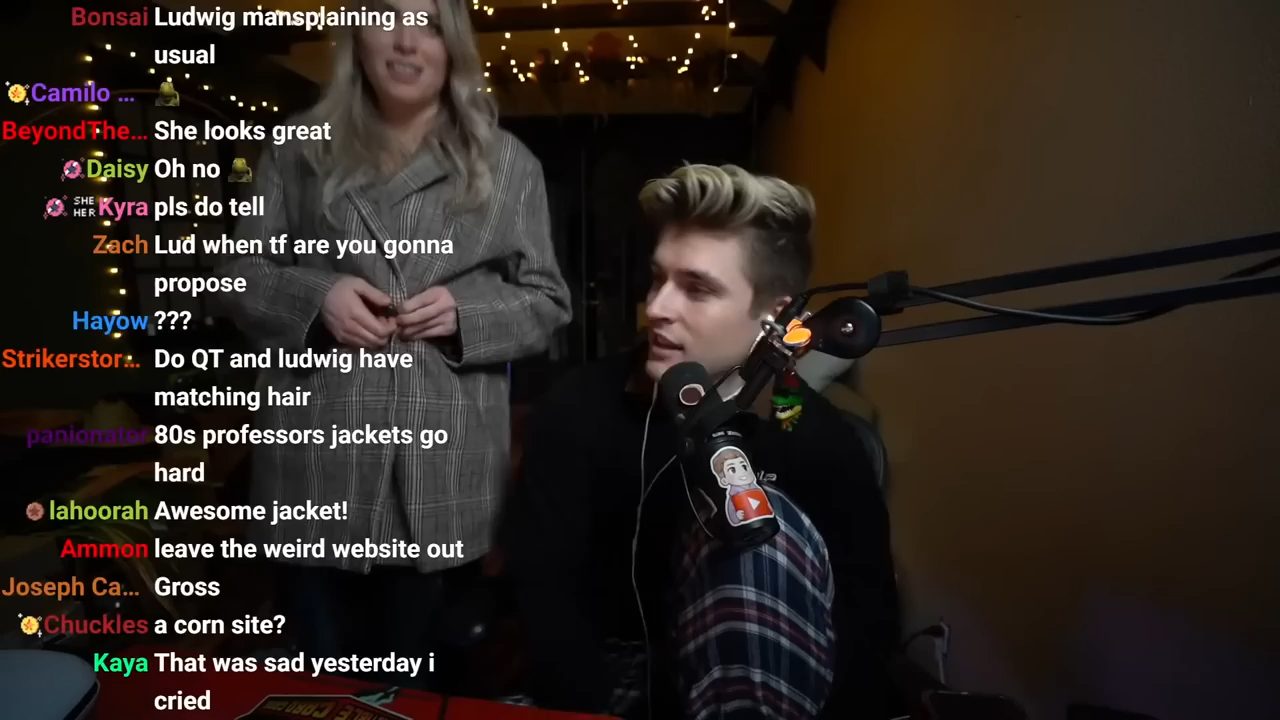 Bonsai Ludwig mansplaining as
usual
Camilo ...
BeyondThe... She looks great
Daisy Oh no
SHE
HER
Kyra pls do tell
Zach Lud when tf are you gonna
propose
Hayow ???
Strikerstor... Do QT and ludwig have
matching hair
panionator 80s professors jackets go
hard
lahoorah Awesome jacket!
Ammon leave the weird website out
Joseph Ca... Gross
Chuckles a corn site?
Kaya That was sad yesterday i
cried